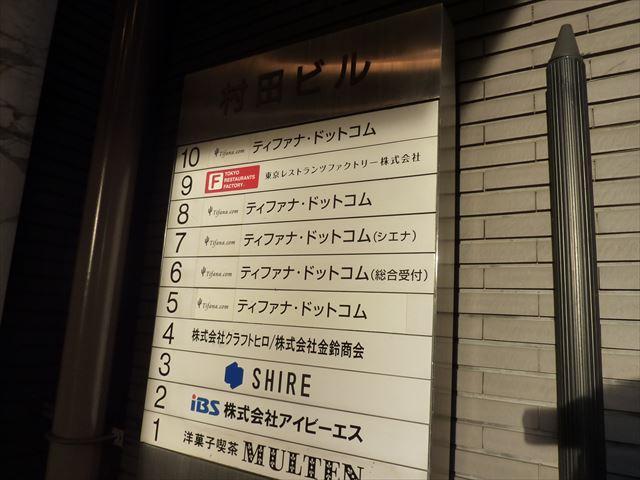 村田ビル
10 Tifana.com ティファナ・ドットコム
9 F TOKYO RESTAURANTS FACTORY. 東京レストランツファクトリー株式会社
8 Tifana.com ティファナ・ドットコム
7 Tifana.com ティファナ・ドットコム(シエナ)
6 Tifana.com ティファナ・ドットコム(総合受付)
5 Tifana.com ティファナ・ドットコム
4 株式会社クラフトヒロ/株式会社金鈴商会
3 SHIRE
2 iBS 株式会社アイビーエス
1 洋菓子喫茶 MULTEN